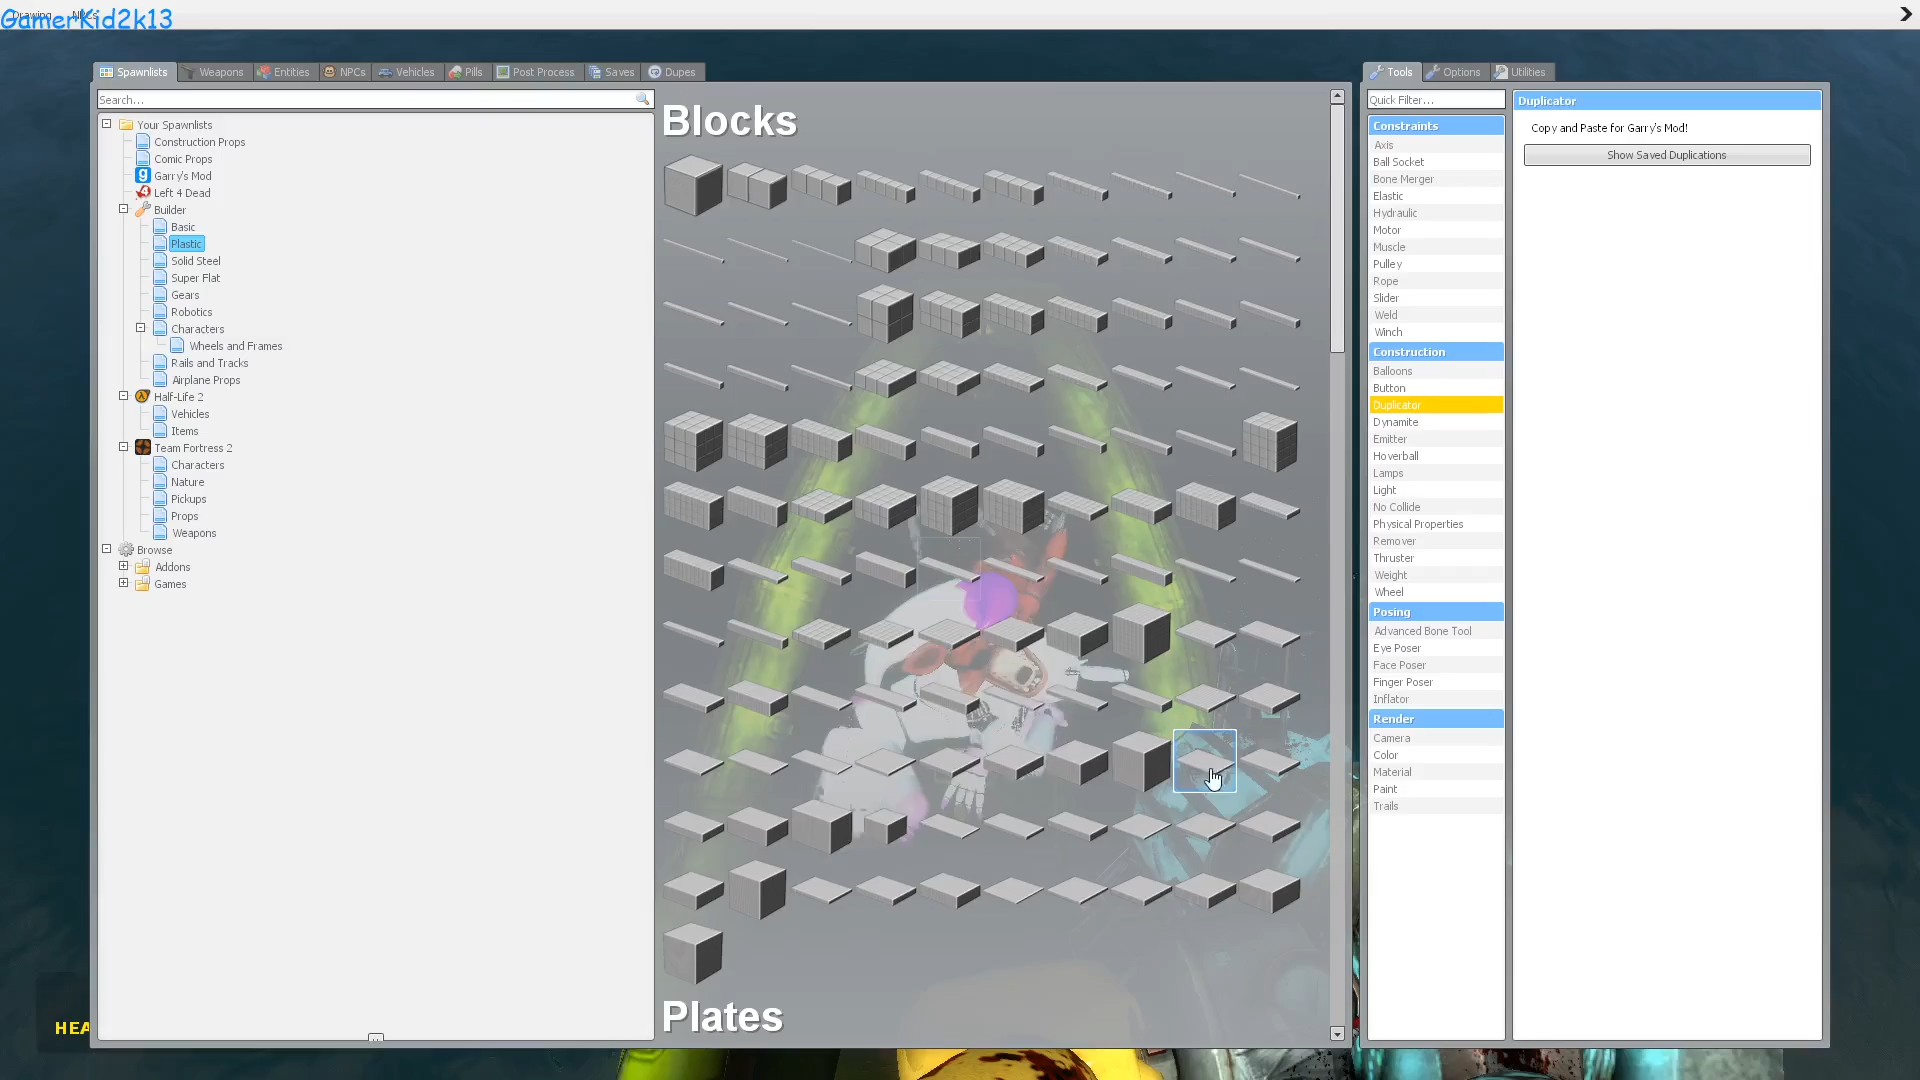 Drawing NPCs
GamerKid2k13
Spawnlists Weapons Entities NPCs Vehicles Pills Post Process Saves Dupes
Search...
Your Spawnlists
Construction Props
Comic Props
Garry's Mod
Left 4 Dead
Builder
Basic
Plastic
Solid Steel
Super Flat
Gears
Robotics
Characters
Wheels and Frames
Rails and Tracks
Airplane Props
Half-Life 2
Vehicles
Items
Team Fortress 2
Characters
Nature
Pickups
Props
Weapons
Browse
Addons
Games
Blocks
Plates
HEA
Tools Options Utilities
Quick Filter...
Constraints
Axis
Ball Socket
Bone Merger
Elastic
Hydraulic
Motor
Muscle
Pulley
Rope
Slider
Weld
Winch
Construction
Balloons
Button
Duplicator
Dynamite
Emitter
Hoverball
Lamps
Light
No Collide
Physical Properties
Remover
Thruster
Weight
Wheel
Posing
Advanced Bone Tool
Eye Poser
Face Poser
Finger Poser
Inflator
Render
Camera
Color
Material
Paint
Trails
Duplicator
Copy and Paste for Garry's Mod!
Show Saved Duplications